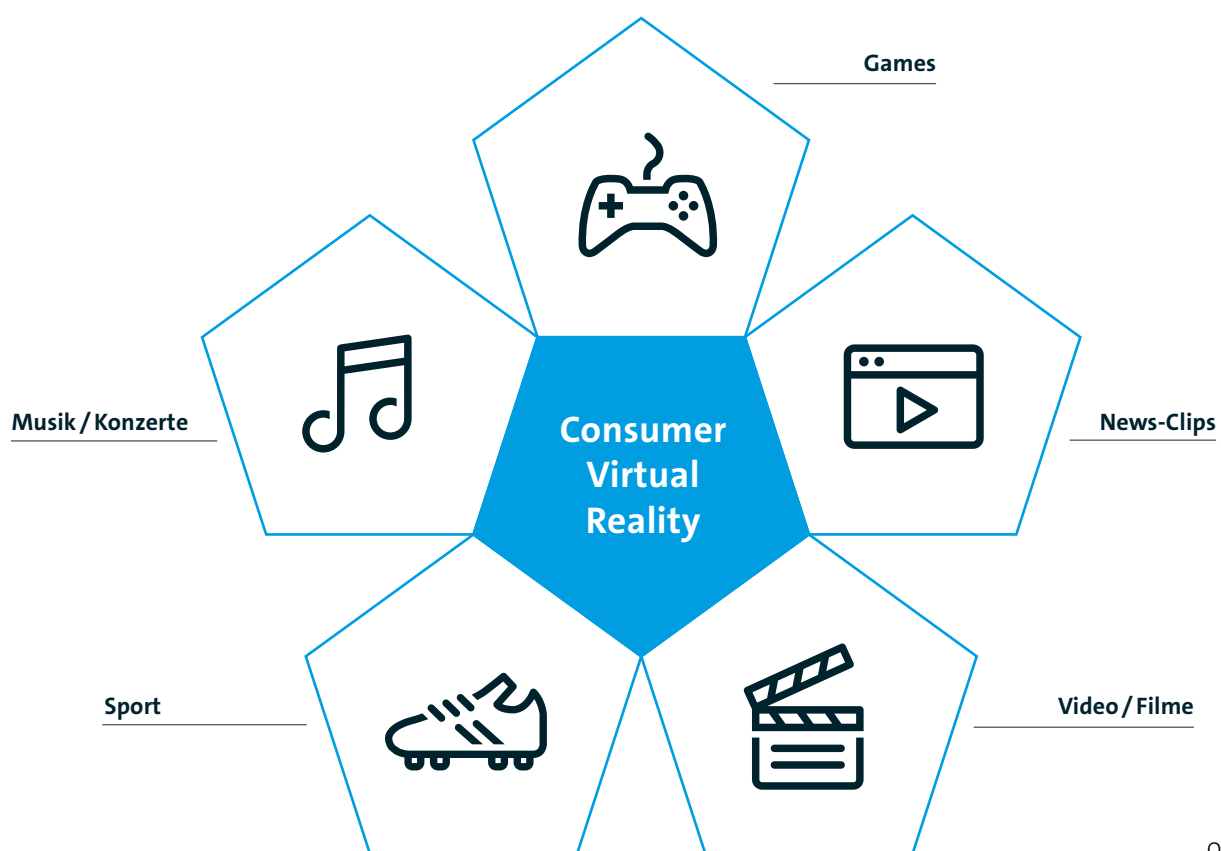 Games
Musik / Konzerte
News-Clips
Consumer
Virtual
Reality
Sport
Video / Filme